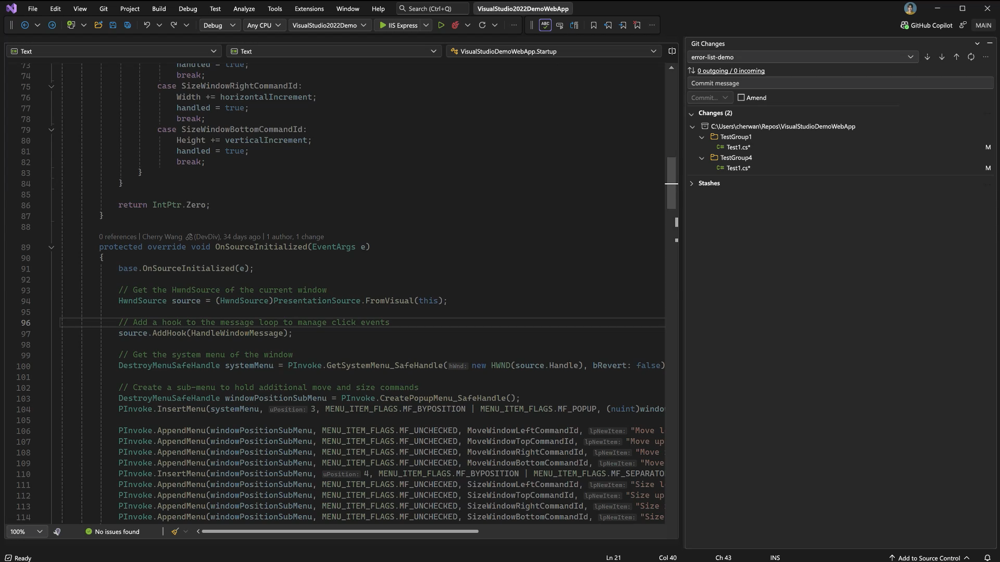 File Edit View Git Project Build Debug Test Analyze Tools Extensions Window Help Search (Ctrl+Q) VisualStudio2022DemoWebApp
Debug Any CPU VisualStudio2022Demo IIS Express ABC GitHub Copilot MAIN
Text Text VisualStudioDemoWebApp.Startup
73 handled = true;
74 break;
75 case SizeWindowRightCommandId:
76 Width += horizontalIncrement;
77 handled = true;
78 break;
79 case SizeWindowBottomCommandId:
80 Height += verticalIncrement;
81 handled = true;
82 break;
83 }
84 }
85
86 return IntPtr.Zero;
87 }
88
0 references | Cherry Wang (DevDiv), 34 days ago | 1 author, 1 change
89 protected override void OnSourceInitialized(EventArgs e)
90 {
91 base.OnSourceInitialized(e);
92
93 // Get the HwndSource of the current window
94 HwndSource source = (HwndSource)PresentationSource.FromVisual(this);
95
96 // Add a hook to the message loop to manage click events
97 source.AddHook(HandleWindowMessage);
98
99 // Get the system menu of the window
100 DestroyMenuSafeHandle systemMenu = PInvoke.GetSystemMenu_SafeHandle(hWnd: new HWND(source.Handle), bRevert: false)
101
102 // Create a sub-menu to hold additional move and size commands
103 DestroyMenuSafeHandle windowPositionSubMenu = PInvoke.CreatePopupMenu_SafeHandle();
104 PInvoke.InsertMenu(systemMenu, uPosition: 3, MENU_ITEM_FLAGS.MF_BYPOSITION | MENU_ITEM_FLAGS.MF_POPUP, (nuint)windo
105
106 PInvoke.AppendMenu(windowPositionSubMenu, MENU_ITEM_FLAGS.MF_UNCHECKED, MoveWindowLeftCommandId, lpNewItem: "Move l
107 PInvoke.AppendMenu(windowPositionSubMenu, MENU_ITEM_FLAGS.MF_UNCHECKED, MoveWindowTopCommandId, lpNewItem: "Move up
108 PInvoke.AppendMenu(windowPositionSubMenu, MENU_ITEM_FLAGS.MF_UNCHECKED, MoveWindowRightCommandId, lpNewItem: "Move
109 PInvoke.AppendMenu(windowPositionSubMenu, MENU_ITEM_FLAGS.MF_UNCHECKED, MoveWindowBottomCommandId, lpNewItem: "Move
110 PInvoke.InsertMenu(windowPositionSubMenu, uPosition: 4, MENU_ITEM_FLAGS.MF_BYPOSITION | MENU_ITEM_FLAGS.MF_SEPARATO
111 PInvoke.AppendMenu(windowPositionSubMenu, MENU_ITEM_FLAGS.MF_UNCHECKED, SizeWindowLeftCommandId, lpNewItem: "Size l
112 PInvoke.AppendMenu(windowPositionSubMenu, MENU_ITEM_FLAGS.MF_UNCHECKED, SizeWindowTopCommandId, lpNewItem: "Size up
113 PInvoke.AppendMenu(windowPositionSubMenu, MENU_ITEM_FLAGS.MF_UNCHECKED, SizeWindowRightCommandId, lpNewItem: "Size
114 PInvoke.AppendMenu(windowPositionSubMenu, MENU_ITEM_FLAGS.MF_UNCHECKED, SizeWindowBottomCommandId, lpNewItem: "Size
100% No issues found
Git Changes
error-list-demo
0 outgoing / 0 incoming
Commit message
Commit... Amend
Changes (2)
C:\Users\cherwan\Repos\VisualStudioDemoWebApp
TestGroup1
C# Test1.cs* M
TestGroup4
C# Test1.cs* M
Stashes
Ready Ln 21 Col 40 Ch 43 INS Add to Source Control